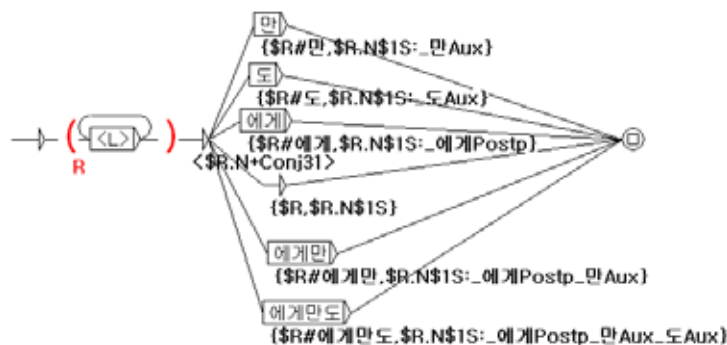 만
{$R#만,$R.N$1S:_만Aux}
도
{$R#도,$R.N$1S:_도Aux}
에게
{$R#에게,$R.N$1S:_에게Postp}
( <L> )
R
<$R.N+Conj31>
{$R,$R.N$1S}
에게만
{$R#에게만,$R.N$1S:_에게Postp_만Aux}
에게만도
{$R#에게만도,$R.N$1S:_에게Postp_만Aux_도Aux}